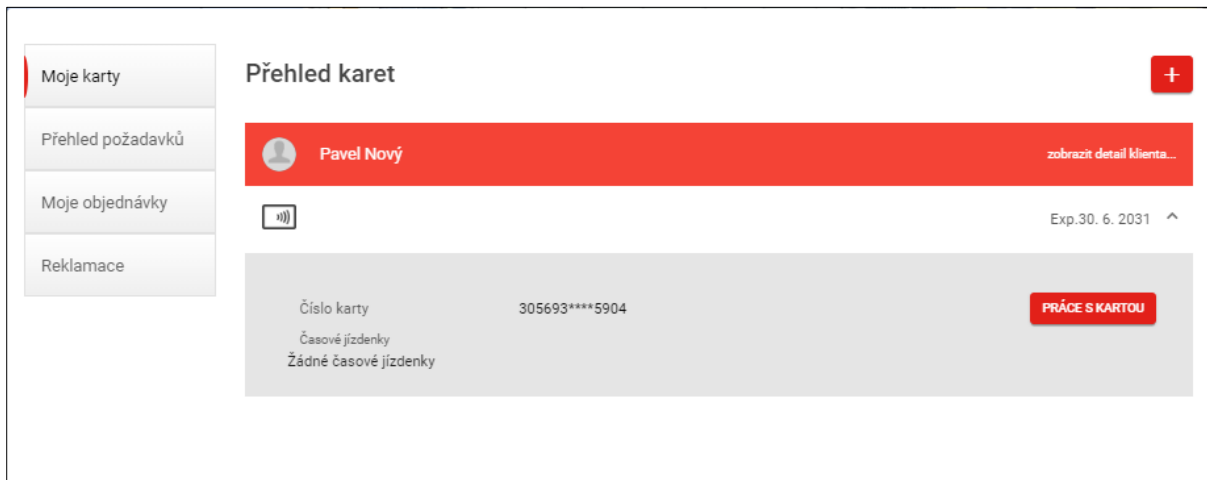 Moje karty
Přehled požadavků
Moje objednávky
Reklamace
Přehled karet
+
Pavel Nový
zobrazit detail klienta...
Exp.30. 6. 2031
Číslo karty
305693****5904
PRÁCE S KARTOU
Časové jízdenky
Žádné časové jízdenky